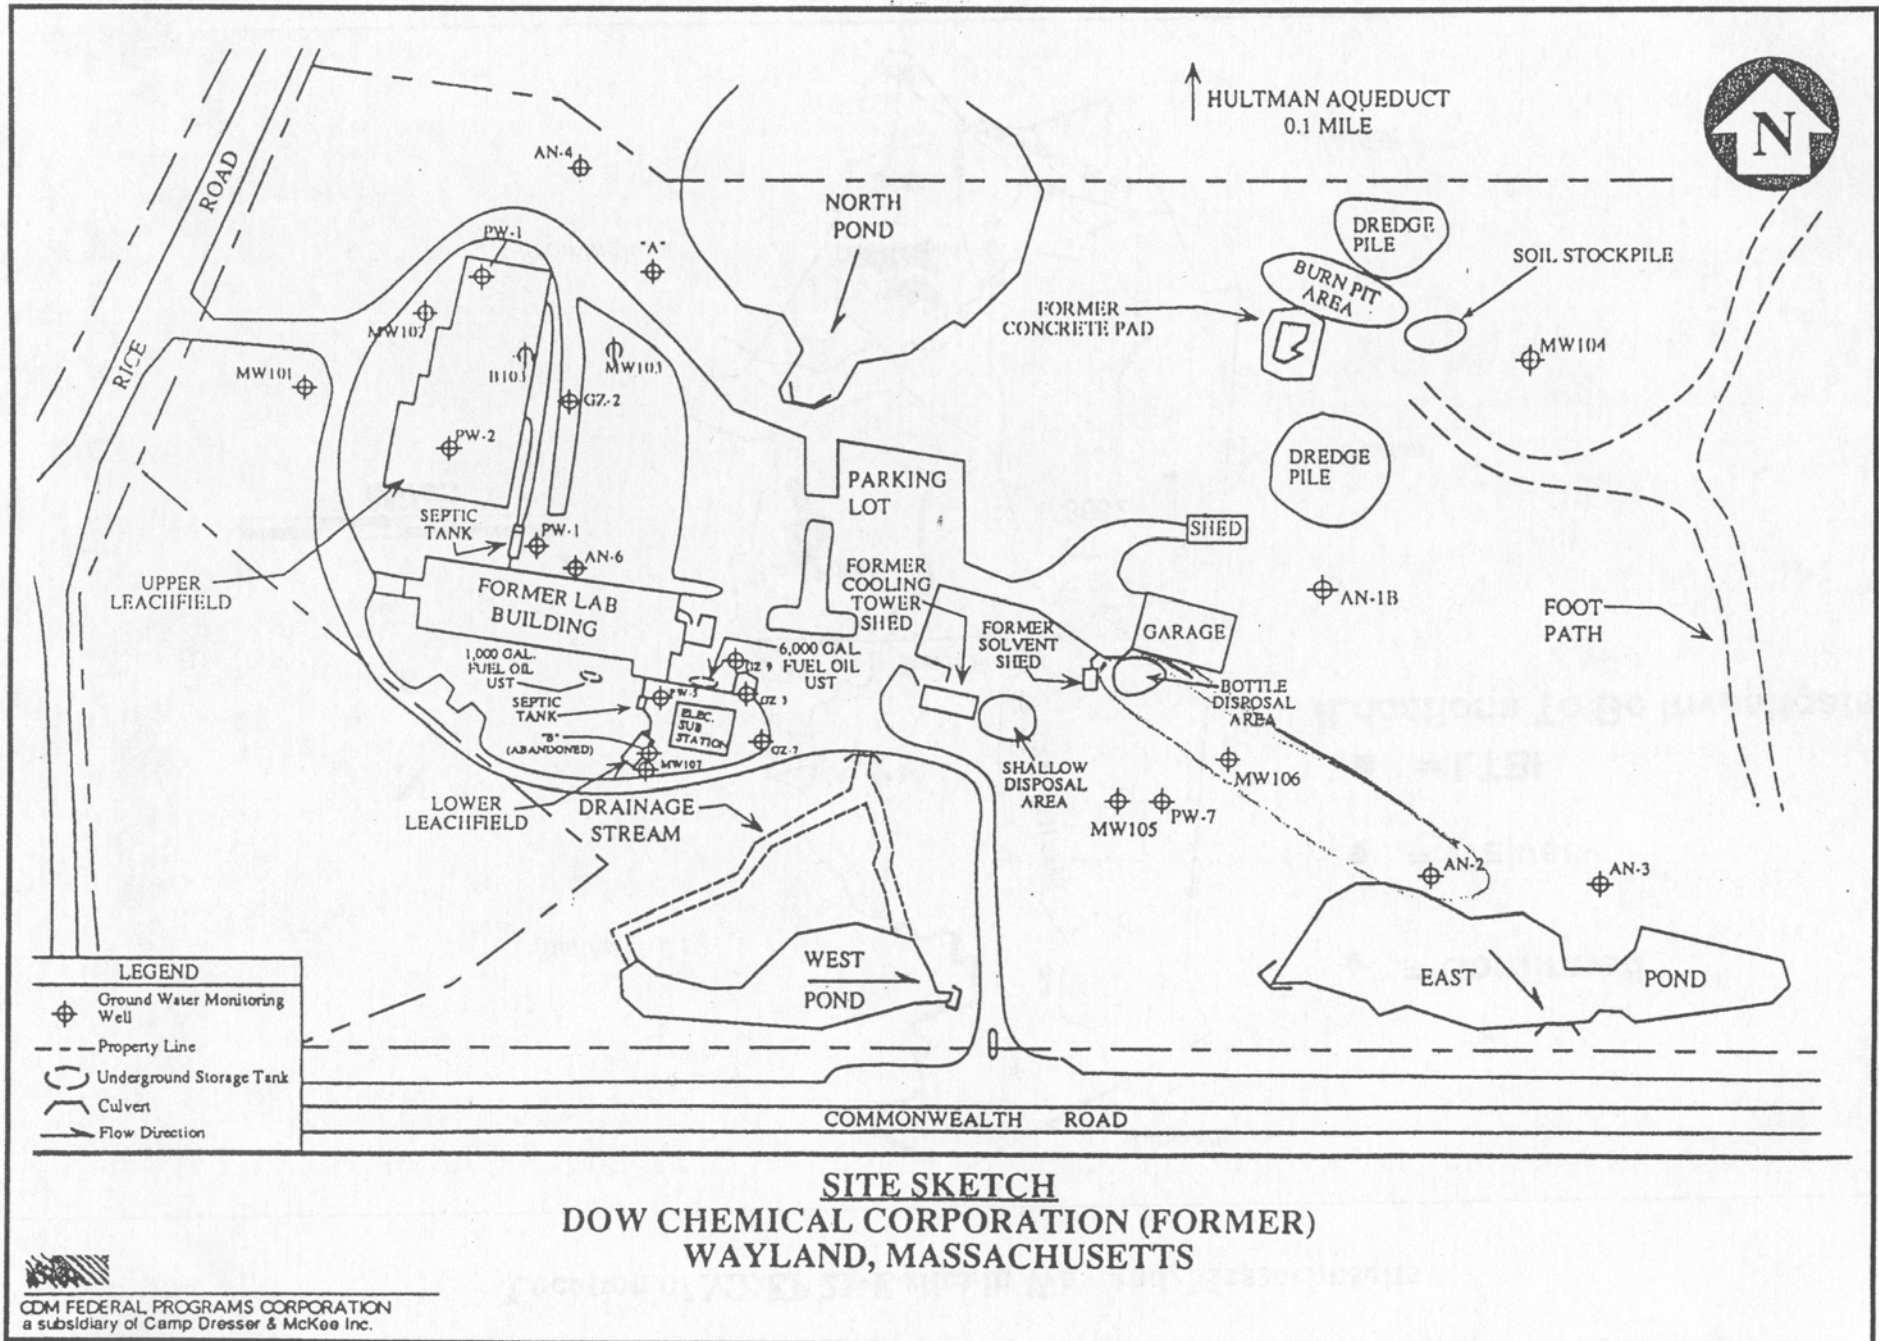 HULTMAN AQUEDUCT
0.1 MILE
N
ROAD
RICE
AN-4
PW-1
"A"
NORTH
POND
DREDGE
PILE
BURN PIT
AREA
SOIL STOCKPILE
FORMER
CONCRETE PAD
MW104
MW102
MW101
B103
MW103
GZ-2
PW-2
DREDGE
PILE
PARKING
LOT
SEPTIC
TANK
PW-1
AN-6
SHED
UPPER
LEACHFIELD
FORMER LAB
BUILDING
FORMER
COOLING
TOWER
SHED
FORMER
SOLVENT
SHED
GARAGE
AN-1B
FOOT
PATH
1,000 GAL.
FUEL OIL
UST
6,000 GAL.
FUEL OIL
UST
SEPTIC
TANK
PW-5
ELEC.
SUB
STATION
GZ-7
"B"
(ABANDONED)
MW107
BOTTLE
DISPOSAL
AREA
SHALLOW
DISPOSAL
AREA
MW106
MW105
PW-7
LOWER
LEACHFIELD
DRAINAGE
STREAM
AN-2
AN-3
WEST
POND
EAST
POND
LEGEND
Ground Water Monitoring
Well
Property Line
Underground Storage Tank
Culvert
Flow Direction
COMMONWEALTH ROAD
SITE SKETCH
DOW CHEMICAL CORPORATION (FORMER)
WAYLAND, MASSACHUSETTS
CDM FEDERAL PROGRAMS CORPORATION
a subsidiary of Camp Dresser & McKee Inc.